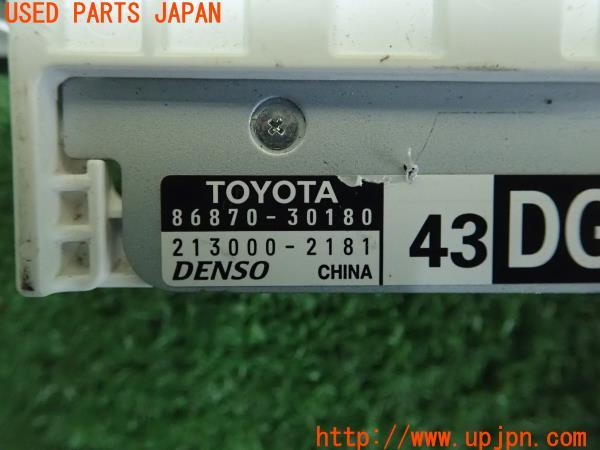 USED PARTS JAPAN
TOYOTA
86870-30180
213000-2181
DENSO CHINA
43 DG
http://www.upjpn.com/